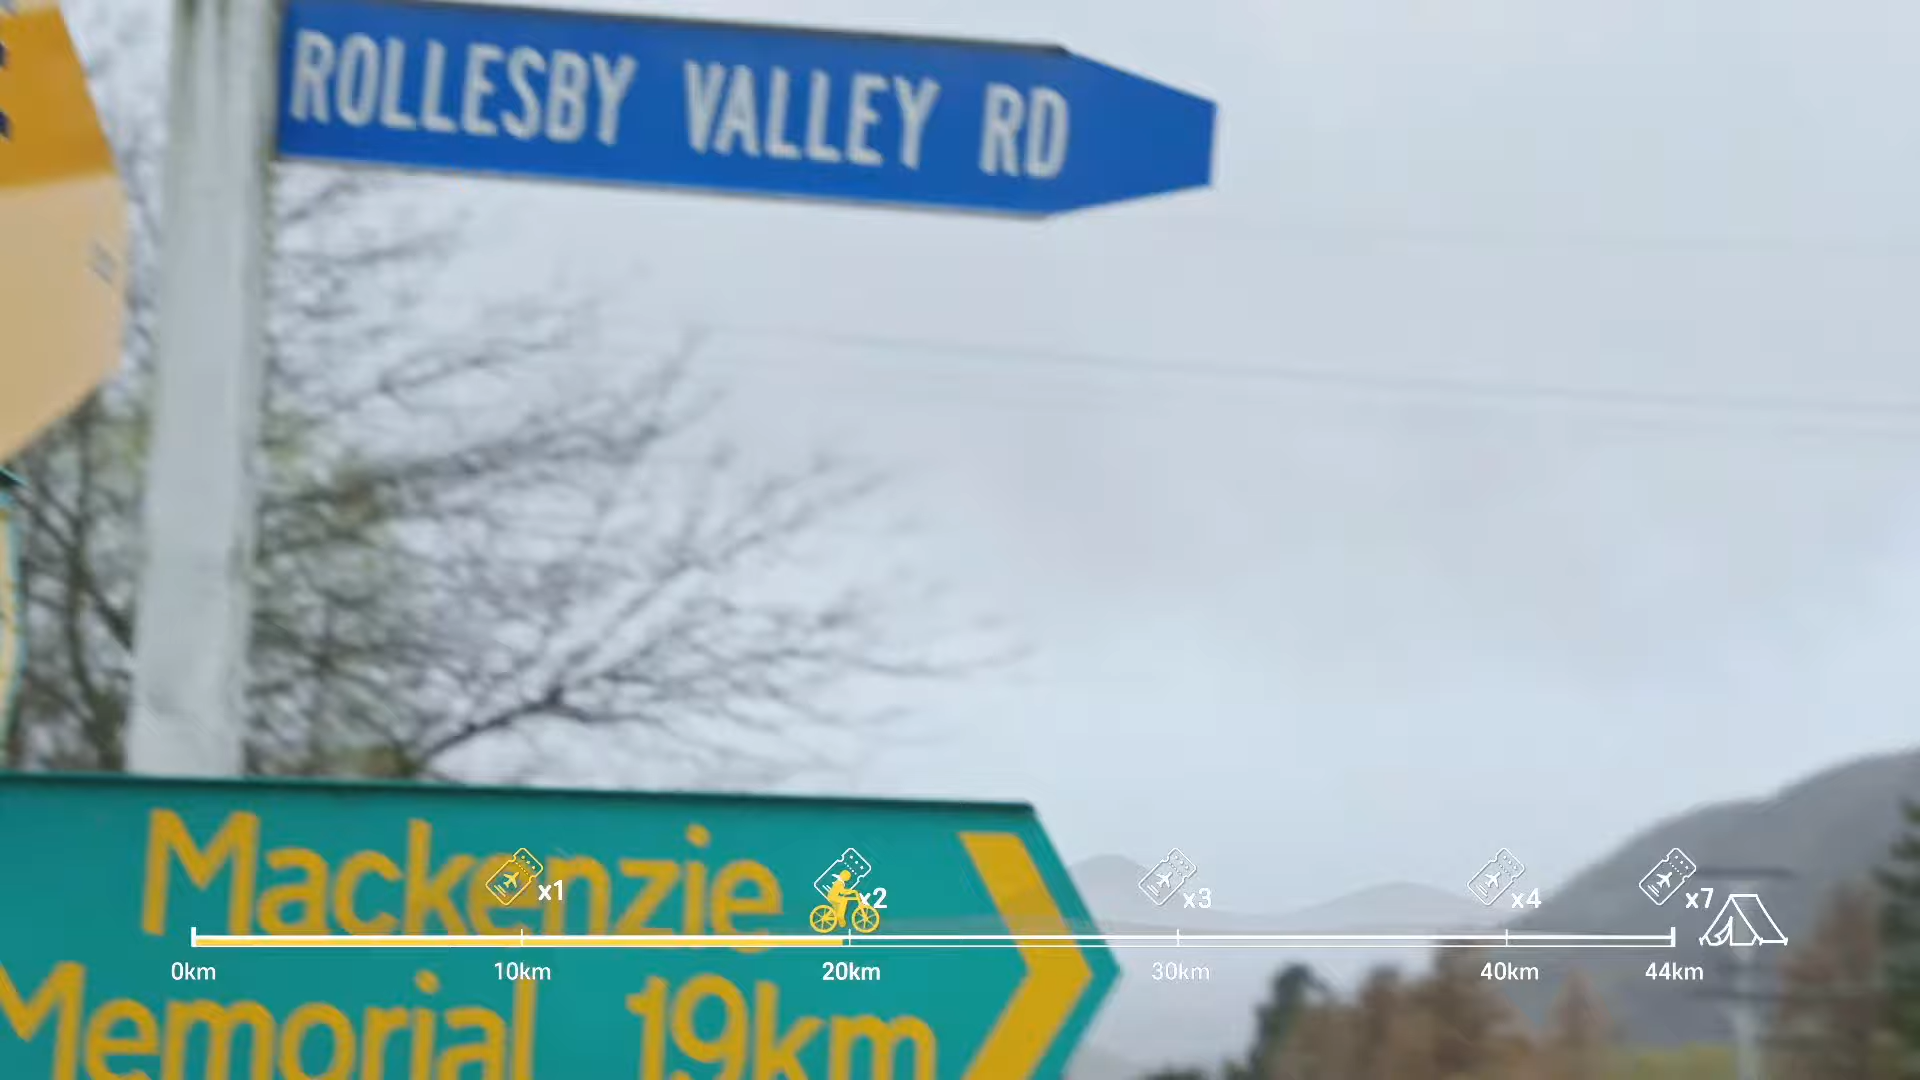 ROLLESBY VALLEY RD
Mackenzie
Memorial 19km
x1
x2
x3
x4
x7
0km
10km
20km
30km
40km
44km